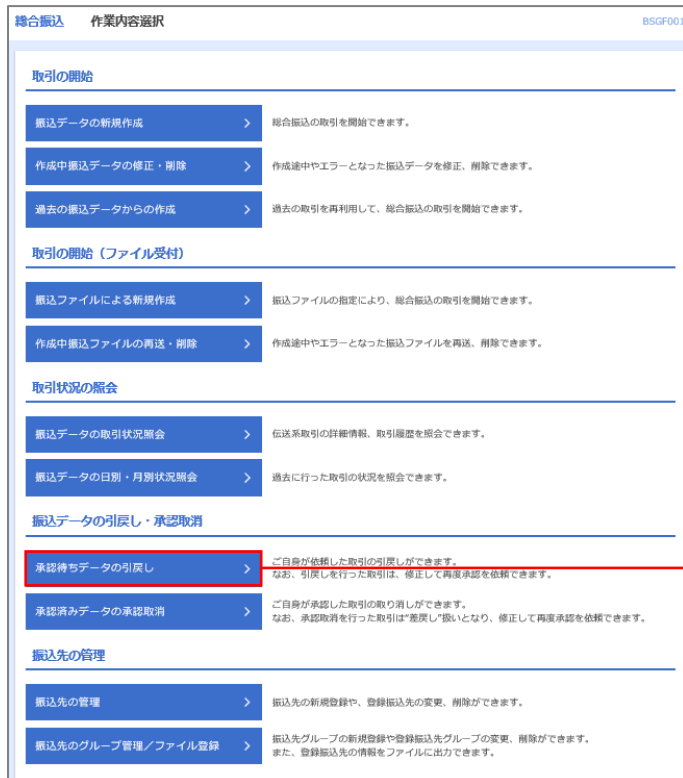 総合振込 作業内容選択 BSGF001
取引の開始
振込データの新規作成 総合振込の取引を開始できます。
作成中振込データの修正・削除 作成途中やエラーとなった振込データを修正、削除できます。
過去の振込データからの作成 過去の取引を再利用して、総合振込の取引を開始できます。
取引の開始（ファイル受付）
振込ファイルによる新規作成 振込ファイルの指定により、総合振込の取引を開始できます。
作成中振込ファイルの再送・削除 作成途中やエラーとなった振込ファイルを再送、削除できます。
取引状況の照会
振込データの取引状況照会 伝送系取引の詳細情報、取引履歴を照会できます。
振込データの日別・月別状況照会 過去に行った取引の状況を照会できます。
振込データの引戻し・承認取消
承認待ちデータの引戻し ご自身が依頼した取引の引戻しができます。
なお、引戻しを行った取引は、修正して再度承認を依頼できます。
承認済みデータの承認取消 ご自身が承認した取引の取り消しができます。
なお、承認取消を行った取引は“差戻し”扱いとなり、修正して再度承認を依頼できます。
振込先の管理
振込先の管理 振込先の新規登録や、登録振込先の変更、削除ができます。
振込先のグループ管理／ファイル登録 振込先グループの新規登録や登録振込先グループの変更、削除ができます。
また、登録振込先の情報をファイルに出力できます。